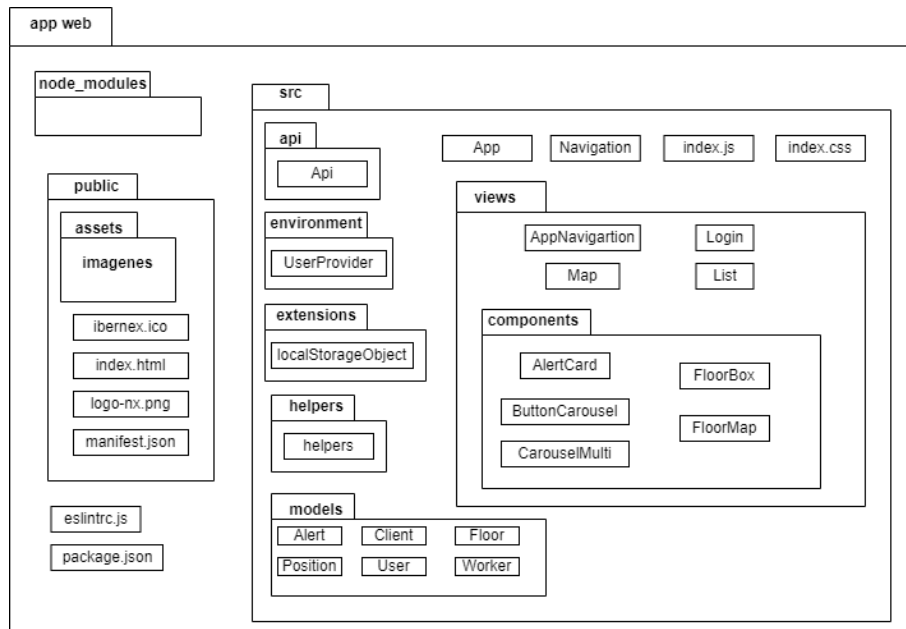 app web
node_modules
public
assets
imagenes
ibernex.ico
index.html
logo-nx.png
manifest.json
eslintrc.js
package.json
src
api
Api
environment
UserProvider
extensions
localStorageObject
helpers
helpers
models
Alert Client Floor
Position User Worker
App Navigation index.js index.css
views
AppNavigartion Login
Map List
components
AlertCard
FloorBox
ButtonCarousel
FloorMap
CarouselMulti